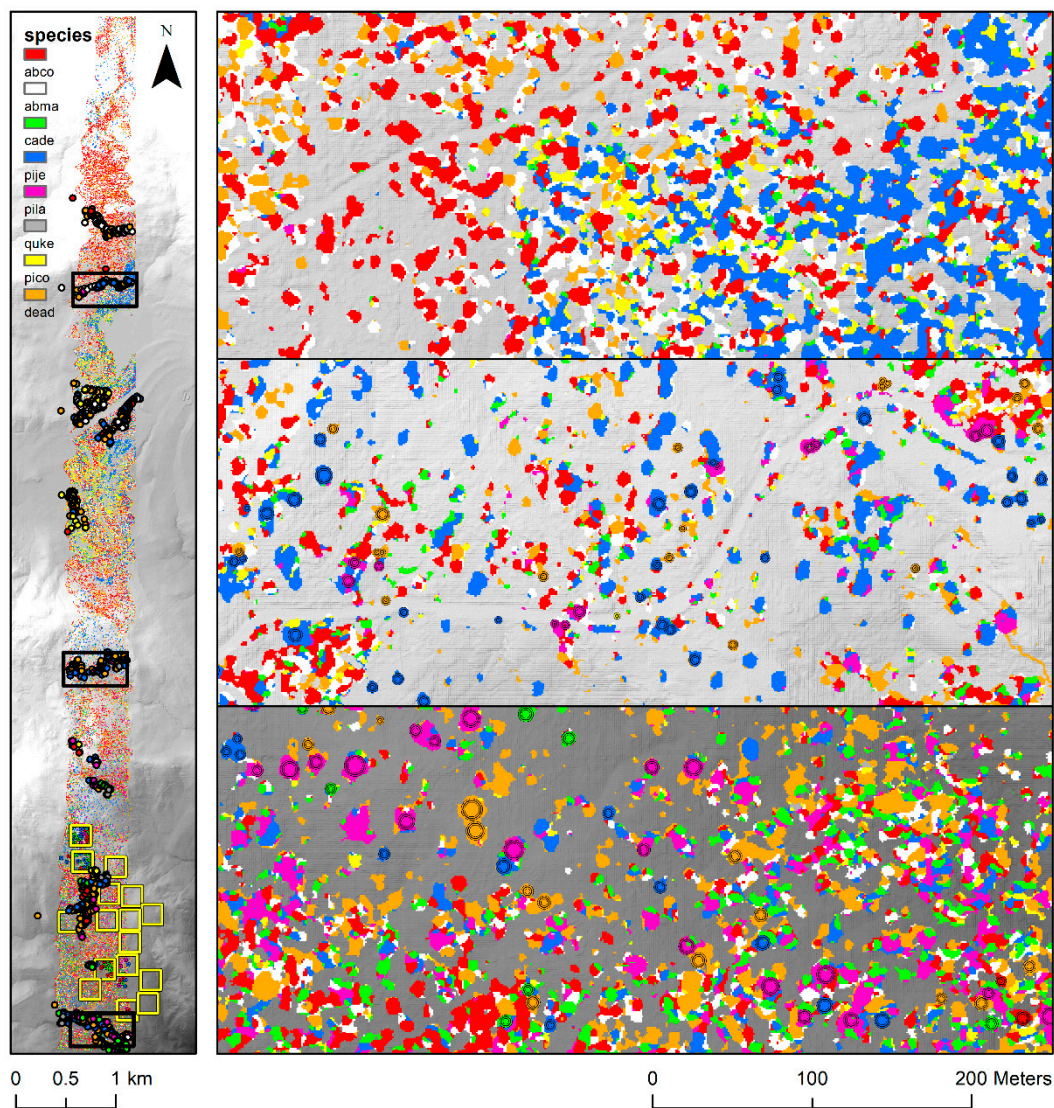 species
N
abco
abma
cade
pije
pila
quke
pico
dead
0 0.5 1 km
0 100 200 Meters